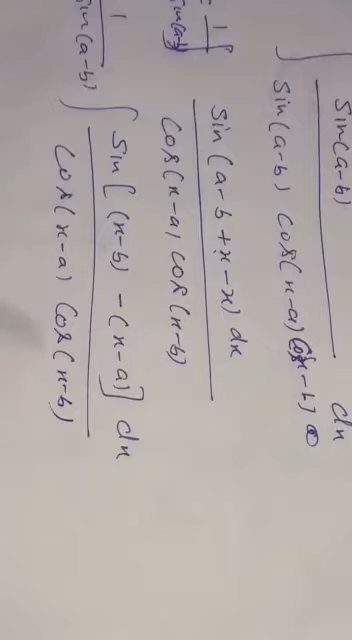 ∫ Sin(a-b) / Sin(a-b) cos(x-a) cos(x-b) dx
= 1/sin(a-b) ∫ Sin(a-b+x-x) dx / cos(x-a) cos(x-b)
1/Sin(a-b) ∫ Sin[(x-b) - (x-a)] / cos(x-a) cos(x-b) dx